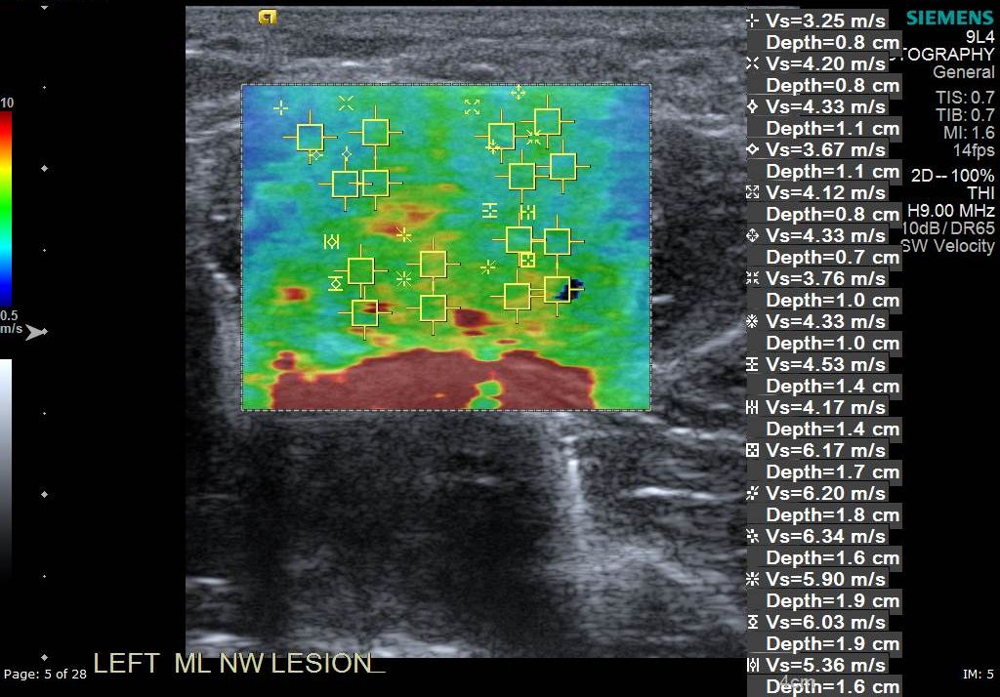 10
0.5
m/s
Page: 5 of 28
LEFT ML NW LESION
Vs=3.25 m/s
Depth=0.8 cm
Vs=4.20 m/s
Depth=0.8 cm
Vs=4.33 m/s
Depth=1.1 cm
Vs=3.67 m/s
Depth=1.1 cm
Vs=4.12 m/s
Depth=0.8 cm
Vs=4.33 m/s
Depth=0.7 cm
Vs=3.76 m/s
Depth=1.0 cm
Vs=4.33 m/s
Depth=1.0 cm
Vs=4.53 m/s
Depth=1.4 cm
Vs=4.17 m/s
Depth=1.4 cm
Vs=6.17 m/s
Depth=1.7 cm
Vs=6.20 m/s
Depth=1.8 cm
Vs=6.34 m/s
Depth=1.6 cm
Vs=5.90 m/s
Depth=1.9 cm
Vs=6.03 m/s
Depth=1.9 cm
Vs=5.36 m/s
Depth=1.6 cm
4cm
SIEMENS
9L4
TOGRAPHY
General
TIS: 0.7
TIB: 0.7
MI: 1.6
14fps
2D--100%
THI
H9.00 MHz
10dB/DR65
SW Velocity
IM: 5